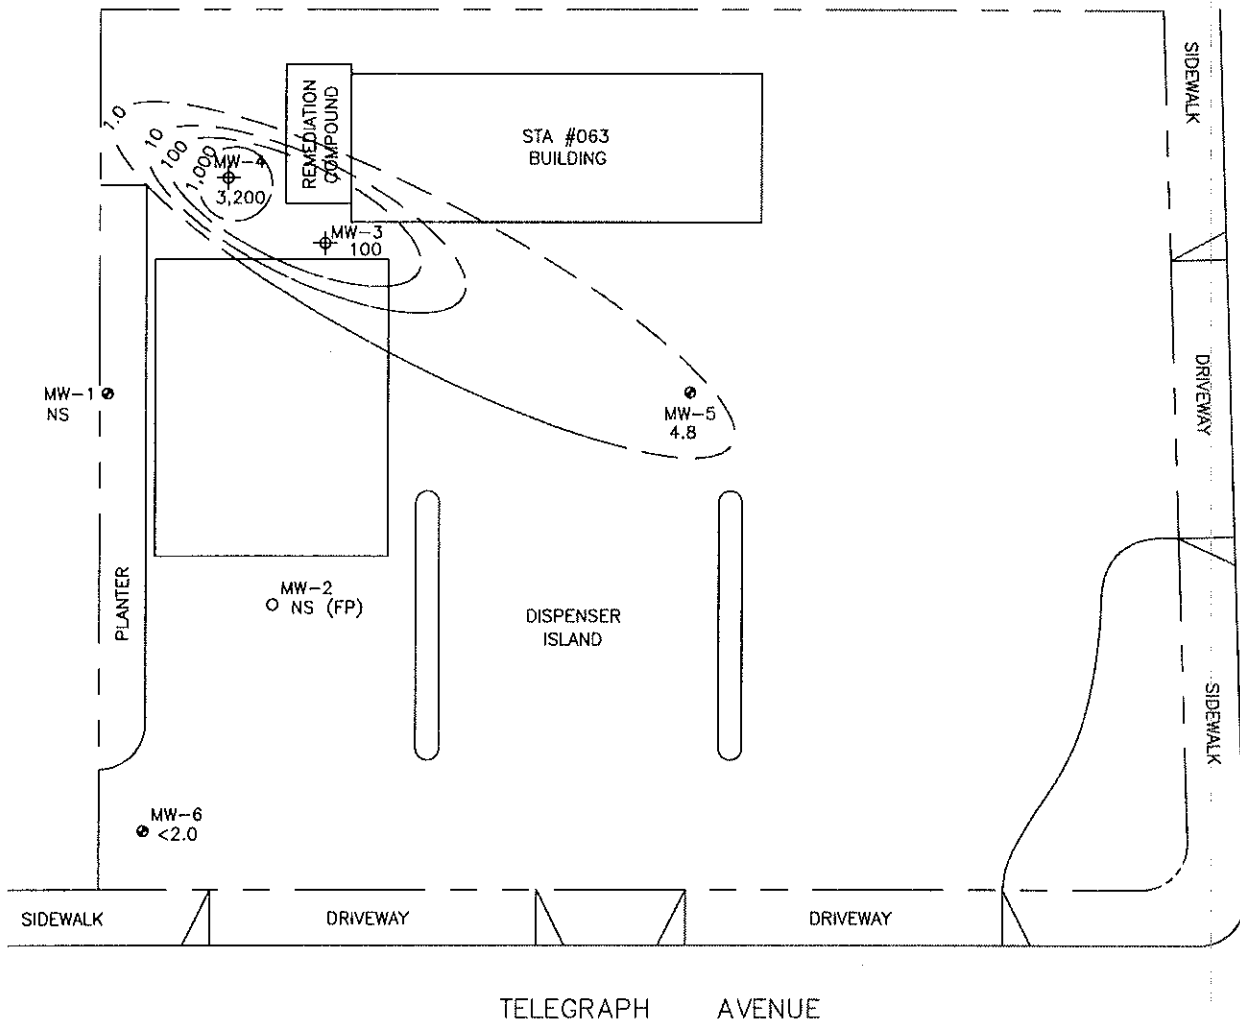 SIDEWALK
1.0
10
100
1,000
MW-4
3,200
REMEDIATION
COMPOUND
STA #063
BUILDING
MW-3
100
DRIVEWAY
MW-1
NS
MW-5
4.8
PLANTER
MW-2
NS (FP)
DISPENSER
ISLAND
SIDEWALK
MW-6
<2.0
SIDEWALK
DRIVEWAY
DRIVEWAY
TELEGRAPH AVENUE